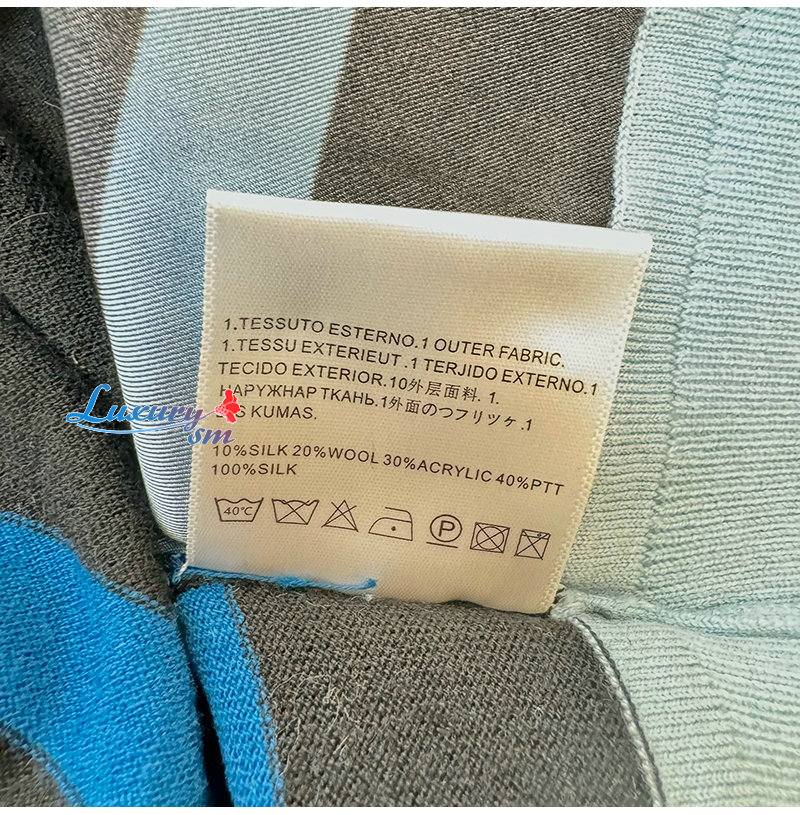 1.TESSUTO ESTERNO.1 OUTER FABRIC.
1.TESSU EXTERIEUT .1 TERJIDO EXTERNO.1
TECIDO EXTERIOR.10外层面料. 1.
НАРУЖНАР ТКАНЬ.1外面のつフリツケ.1
KUMAS.
Luxury
sm
10%SILK 20%WOOL 30%ACRYLIC 40%PTT
100%SILK
40°C
P